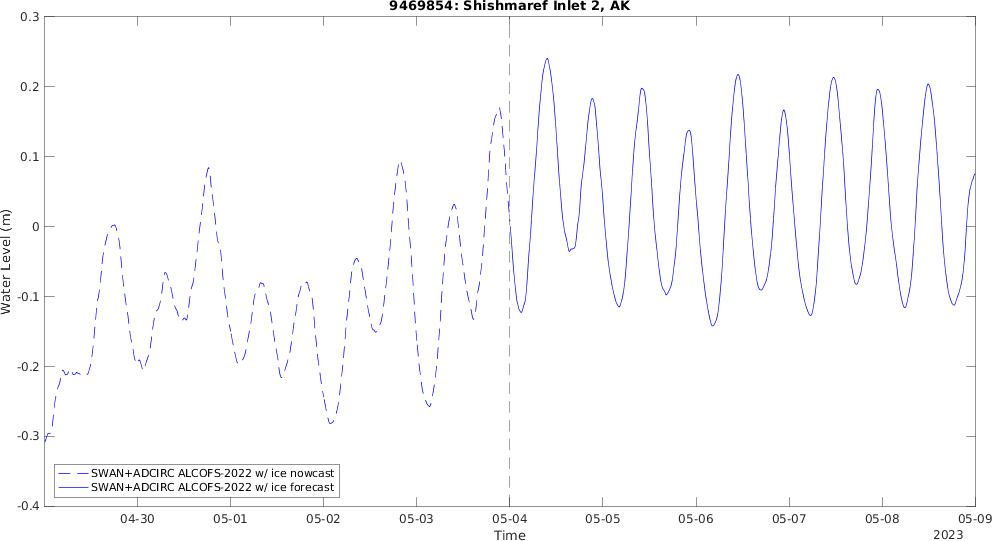 9469854: Shishmaref Inlet 2, AK
0.3
0.2
0.1
0
-0.1
-0.2
-0.3
-0.4
Water Level (m)
SWAN+ADCIRC ALCOFS-2022 w/ ice nowcast
SWAN+ADCIRC ALCOFS-2022 w/ ice forecast
04-30 05-01 05-02 05-03 05-04 05-05 05-06 05-07 05-08 05-09
Time
2023